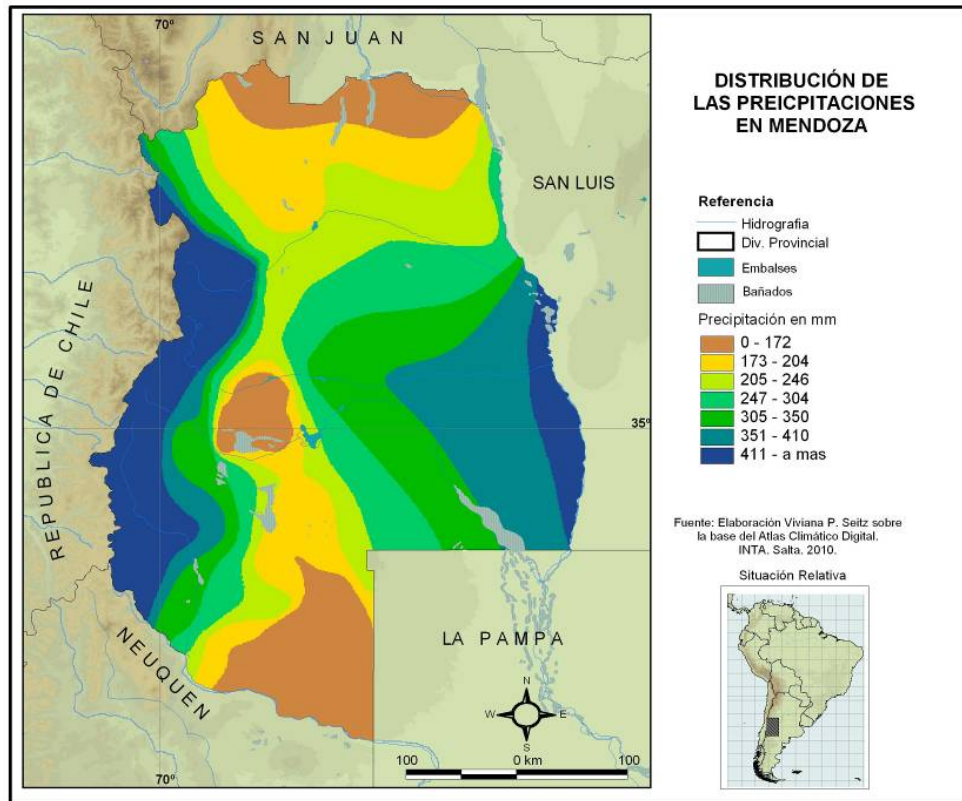 70º
SAN JUAN
SAN LUIS
REPUBLICA DE CHILE
35º
NEUQUEN
LA PAMPA
N
W E
S
70º
100 0 km 100
DISTRIBUCIÓN DE
LAS PREICPITACIONES
EN MENDOZA
Referencia
Hidrografia
Div. Provincial
Embalses
Bañados
Precipitación en mm
0 - 172
173 - 204
205 - 246
247 - 304
305 - 350
351 - 410
411 - a mas
Fuente: Elaboración Viviana P. Seitz sobre
la base del Atlas Climático Digital.
INTA. Salta. 2010.
Situación Relativa